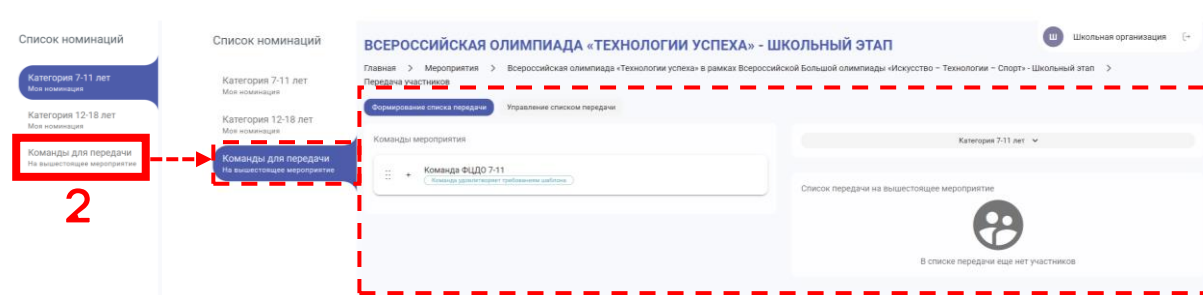 Список номинаций
Категория 7-11 лет
Моя номинация
Категория 12-18 лет
Моя номинация
Команды для передачи
На вышестоящее мероприятие
2
Список номинаций
Категория 7-11 лет
Моя номинация
Категория 12-18 лет
Моя номинация
Команды для передачи
На вышестоящее мероприятие
Ш Школьная организация
ВСЕРОССИЙСКАЯ ОЛИМПИАДА «ТЕХНОЛОГИИ УСПЕХА» - ШКОЛЬНЫЙ ЭТАП
Главная > Мероприятия > Всероссийская олимпиада «Технологии успеха» в рамках Всероссийской Большой олимпиады «Искусство – Технологии – Спорт» - Школьный этап >
Передача участников
Формирование списка передачи Управление списком передачи
Команды мероприятия
+ Команда ФЦДО 7-11
Команда удовлетворяет требованиям шаблона
Категория 7-11 лет
Список передачи на вышестоящее мероприятие
В списке передачи еще нет участников